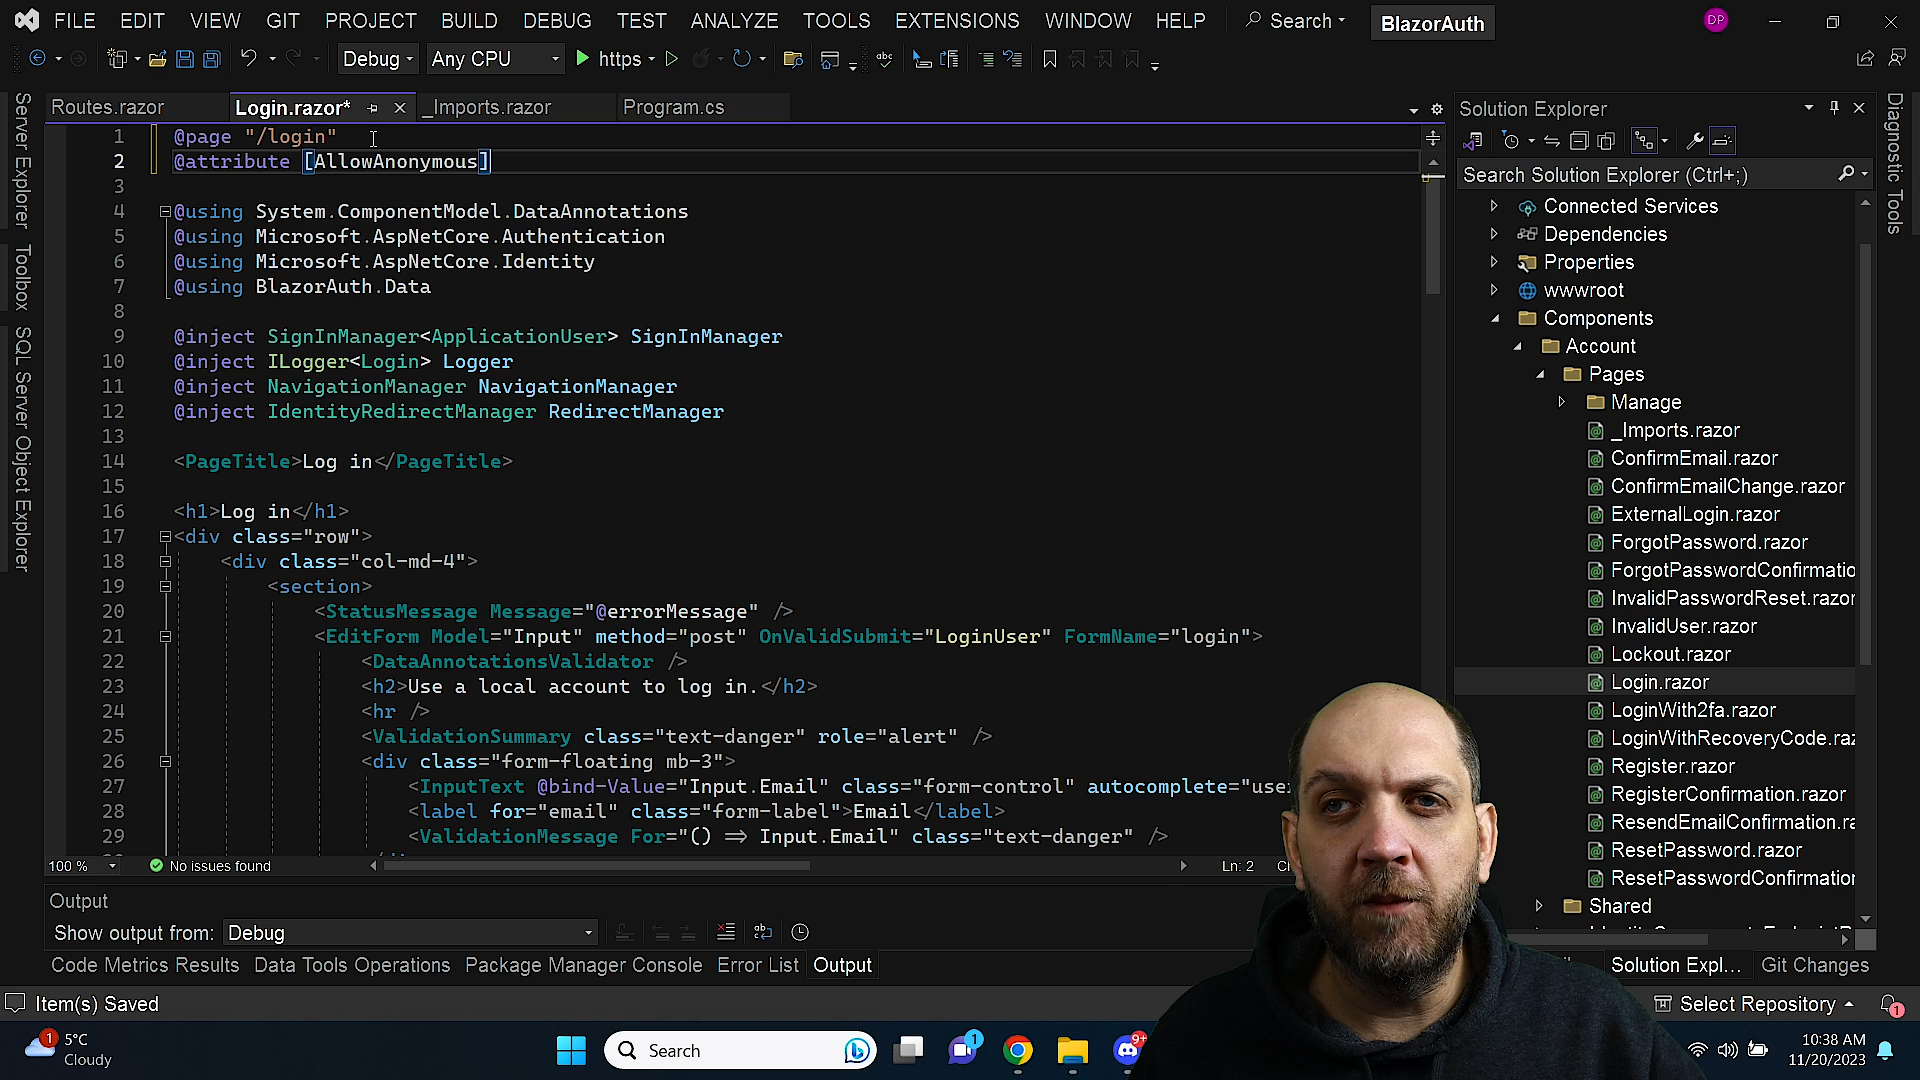 FILE EDIT VIEW GIT PROJECT BUILD DEBUG TEST ANALYZE TOOLS EXTENSIONS WINDOW HELP Search BlazorAuth DP
Debug Any CPU https
Routes.razor Login.razor* _Imports.razor Program.cs
1 @page "/login"
2 @attribute [AllowAnonymous]
3
4 @using System.ComponentModel.DataAnnotations
5 @using Microsoft.AspNetCore.Authentication
6 @using Microsoft.AspNetCore.Identity
7 @using BlazorAuth.Data
8
9 @inject SignInManager<ApplicationUser> SignInManager
10 @inject ILogger<Login> Logger
11 @inject NavigationManager NavigationManager
12 @inject IdentityRedirectManager RedirectManager
13
14 <PageTitle>Log in</PageTitle>
15
16 <h1>Log in</h1>
17 <div class="row">
18 <div class="col-md-4">
19 <section>
20 <StatusMessage Message="@errorMessage" />
21 <EditForm Model="Input" method="post" OnValidSubmit="LoginUser" FormName="login">
22 <DataAnnotationsValidator />
23 <h2>Use a local account to log in.</h2>
24 <hr />
25 <ValidationSummary class="text-danger" role="alert" />
26 <div class="form-floating mb-3">
27 <InputText @bind-Value="Input.Email" class="form-control" autocomplete="use
28 <label for="email" class="form-label">Email</label>
29 <ValidationMessage For="() => Input.Email" class="text-danger" />
100 % No issues found Ln: 2
Output
Show output from: Debug
Code Metrics Results Data Tools Operations Package Manager Console Error List Output
Item(s) Saved
Server Explorer
Toolbox
SQL Server Object Explorer
Solution Explorer
Search Solution Explorer (Ctrl+;)
Connected Services
Dependencies
Properties
wwwroot
Components
Account
Pages
Manage
_Imports.razor
ConfirmEmail.razor
ConfirmEmailChange.razor
ExternalLogin.razor
ForgotPassword.razor
ForgotPasswordConfirmatio
InvalidPasswordReset.razor
InvalidUser.razor
Lockout.razor
Login.razor
LoginWith2fa.razor
LoginWithRecoveryCode.raz
Register.razor
RegisterConfirmation.razor
ResendEmailConfirmation.ra
ResetPassword.razor
ResetPasswordConfirmation
Shared
Solution Expl... Git Changes
Diagnostic Tools
Select Repository 1
1 5°C
Cloudy
Search
1 9+
10:38 AM
11/20/2023